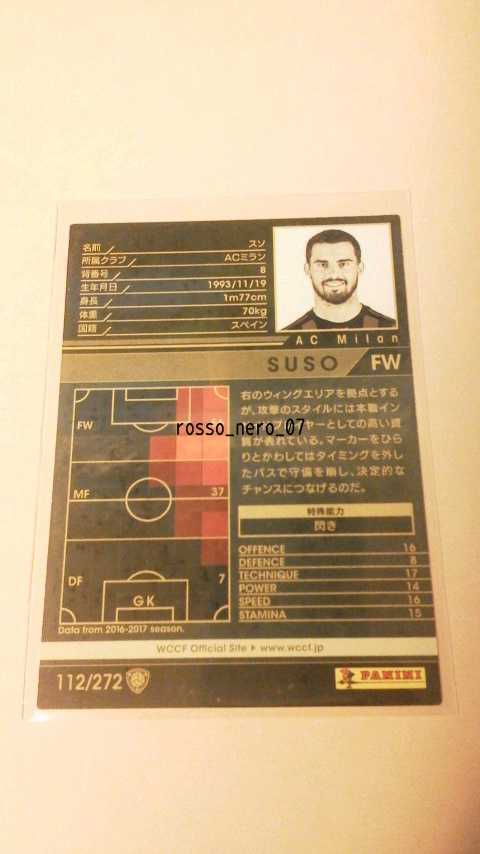 名前 スソ
所属クラブ ACミラン
背番号 8
生年月日 1993/11/19
身長 1m77cm
体重 70kg
国籍 スペイン
AC Milan
SUSO FW
FW
MF 37
DF 7
GK
Data from 2016-2017 season.
右のウィングエリアを拠点とする
が、攻撃のスタイルには本職イン
rosso_nero_07
ヤーとしての高い資
質が表れている。マーカーをひら
りとかわしてはタイミングを外し
たパスで守備を崩し、決定的な
チャンスにつなげるのだ。
特殊能力
閃き
OFFENCE 16
DEFENCE 8
TECHNIQUE 17
POWER 14
SPEED 16
STAMINA 15
WCCF Official Site ▶ www.wccf.jp
112/272
PANINI